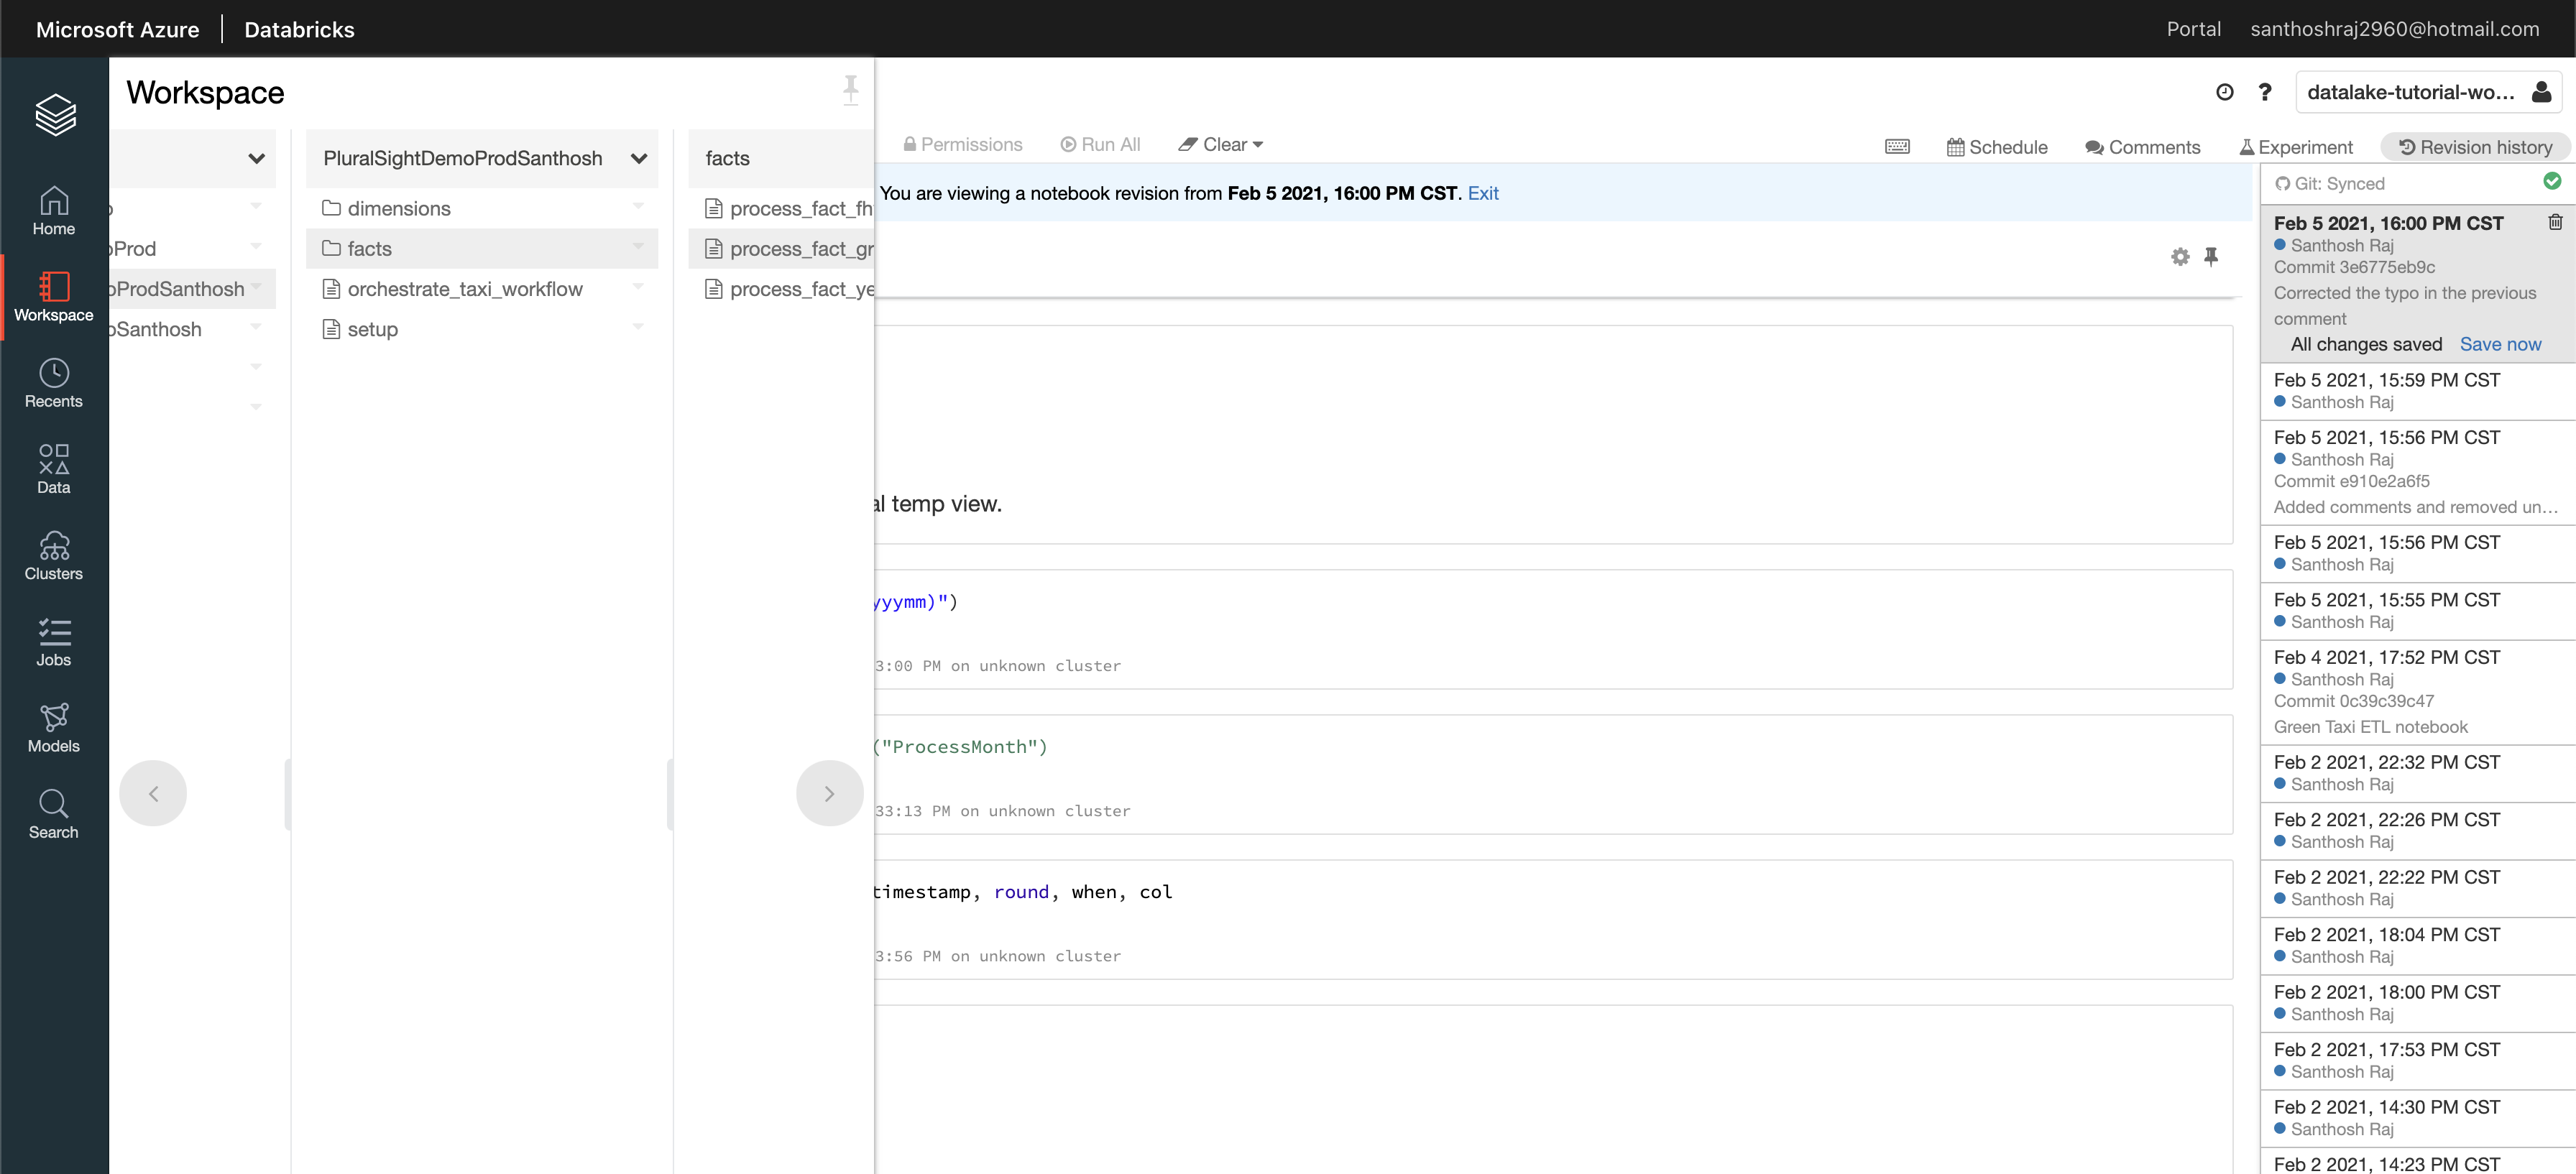 Microsoft Azure | Databricks
Portal santhoshraj2960@hotmail.com
Workspace
datalake-tutorial-wo...
Home
Workspace
Recents
Data
Clusters
Jobs
Models
Search
oProd
oProdSanthosh
oSanthosh
PluralSightDemoProdSanthosh
dimensions
facts
orchestrate_taxi_workflow
setup
facts
process_fact_fh
process_fact_gr
process_fact_ye
Permissions Run All Clear
Schedule Comments Experiment Revision history
You are viewing a notebook revision from Feb 5 2021, 16:00 PM CST. Exit
al temp view.
yyymm)")
3:00 PM on unknown cluster
("ProcessMonth")
33:13 PM on unknown cluster
timestamp, round, when, col
3:56 PM on unknown cluster
Git: Synced
Feb 5 2021, 16:00 PM CST
Santhosh Raj
Commit 3e6775eb9c
Corrected the typo in the previous
comment
All changes saved Save now
Feb 5 2021, 15:59 PM CST
Santhosh Raj
Feb 5 2021, 15:56 PM CST
Santhosh Raj
Commit e910e2a6f5
Added comments and removed un...
Feb 5 2021, 15:56 PM CST
Santhosh Raj
Feb 5 2021, 15:55 PM CST
Santhosh Raj
Feb 4 2021, 17:52 PM CST
Santhosh Raj
Commit 0c39c39c47
Green Taxi ETL notebook
Feb 2 2021, 22:32 PM CST
Santhosh Raj
Feb 2 2021, 22:26 PM CST
Santhosh Raj
Feb 2 2021, 22:22 PM CST
Santhosh Raj
Feb 2 2021, 18:04 PM CST
Santhosh Raj
Feb 2 2021, 18:00 PM CST
Santhosh Raj
Feb 2 2021, 17:53 PM CST
Santhosh Raj
Feb 2 2021, 14:30 PM CST
Santhosh Raj
Feb 2 2021, 14:23 PM CST